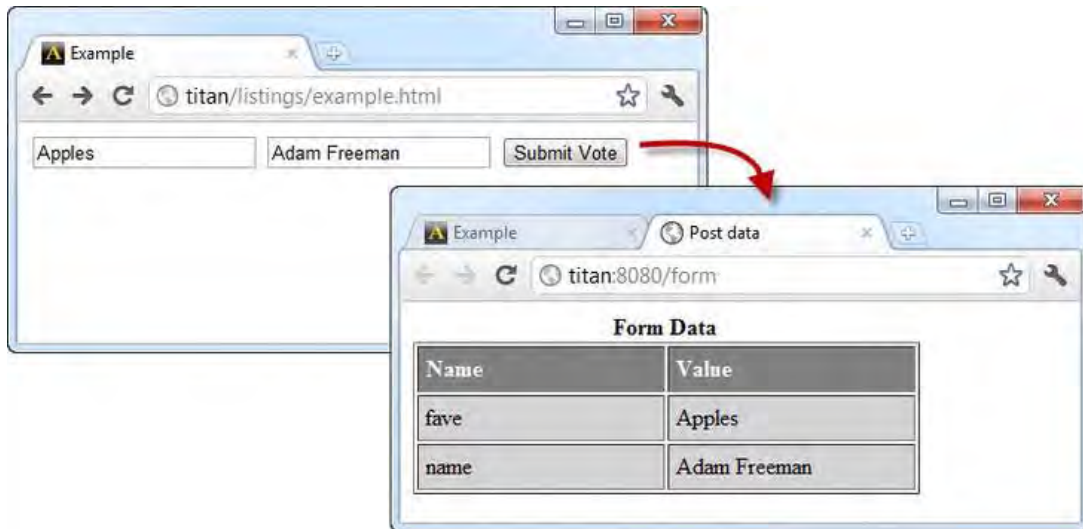 Example
titan/listings/example.html
Apples Adam Freeman Submit Vote
Example Post data
titan:8080/form
Form Data
Name Value
fave Apples
name Adam Freeman